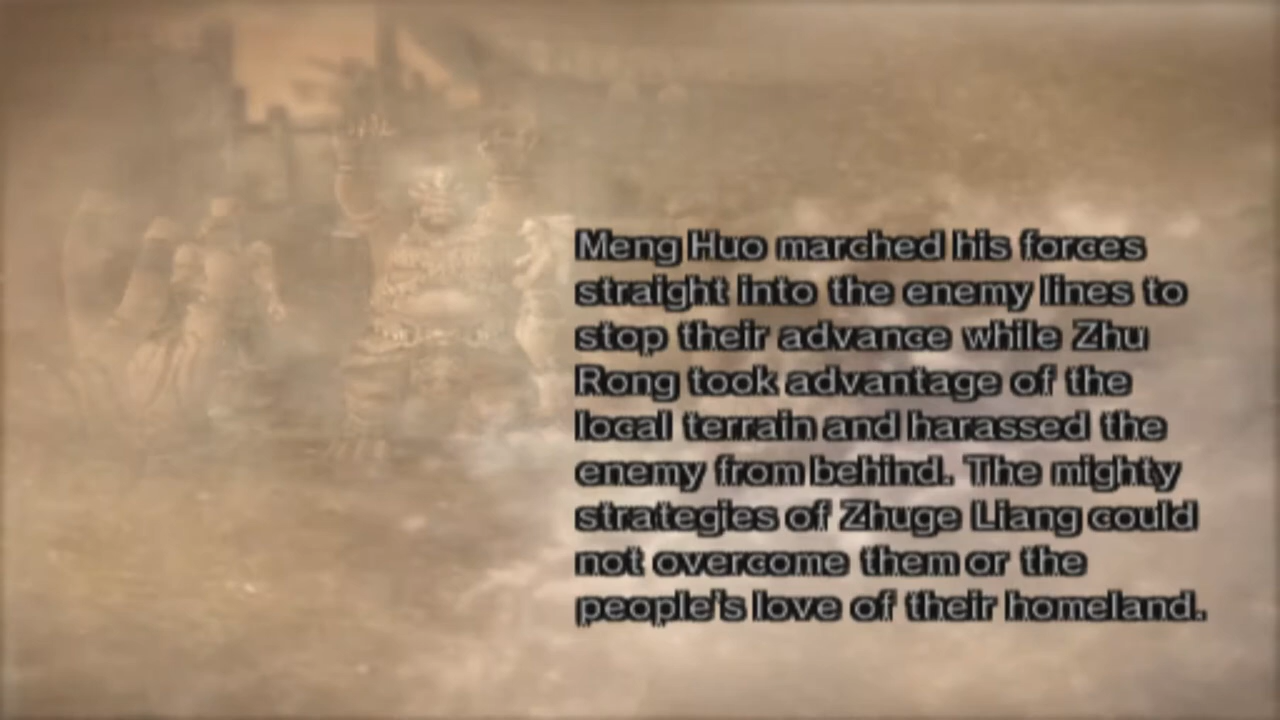 Meng Huo marched his forces
straight into the enemy lines to
stop their advance while Zhu
Rong took advantage of the
local terrain and harassed the
enemy from behind. The mighty
strategies of Zhuge Liang could
not overcome them or the
people's love of their homeland.